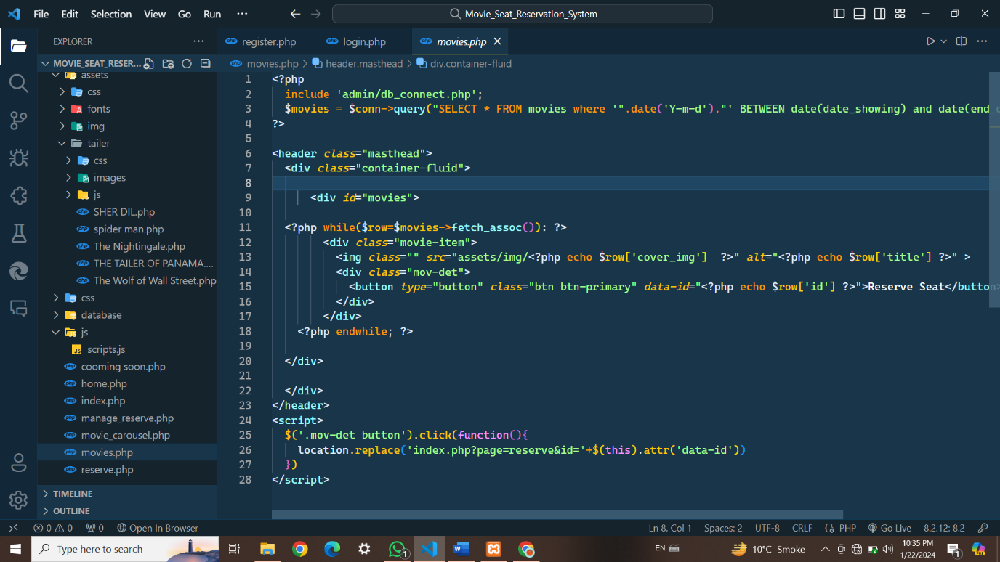 File Edit Selection View Go Run ··· Movie_Seat_Reservation_System
EXPLORER
register.php login.php movies.php
MOVIE_SEAT_RESER...
movies.php > header.masthead > div.container-fluid
assets
css
fonts
img
tailer
css
images
js
SHER DIL.php
spider man.php
The Nightingale.php
THE TAILER OF PANAMA....
The Wolf of Wall Street.php
css
database
js
JS scripts.js
cooming soon.php
home.php
index.php
manage_reserve.php
movie_carousel.php
movies.php
reserve.php
TIMELINE
OUTLINE
1 <?php
2 include 'admin/db_connect.php';
3 $movies = $conn->query("SELECT * FROM movies where '".date('Y-m-d')."' BETWEEN date(date_showing) and date(end_
4 ?>
5
6 <header class="masthead">
7 <div class="container-fluid">
8
9 <div id="movies">
10
11 <?php while($row=$movies->fetch_assoc()): ?>
12 <div class="movie-item">
13 <img class="" src="assets/img/<?php echo $row['cover_img']  ?>" alt="<?php echo $row['title'] ?>" >
14 <div class="mov-det">
15 <button type="button" class="btn btn-primary" data-id="<?php echo $row['id'] ?>">Reserve Seat</button>
16 </div>
17 </div>
18 <?php endwhile; ?>
19
20 </div>
21
22 </div>
23 </header>
24 <script>
25 $('.mov-det button').click(function(){
26 location.replace('index.php?page=reserve&id='+$(this).attr('data-id'))
27 })
28 </script>
0 0 0 Open In Browser Ln 8, Col 1 Spaces: 2 UTF-8 CRLF {} PHP Go Live 8.2.12: 8.2
Type here to search EN 10°C Smoke 10:35 PM
1/22/2024